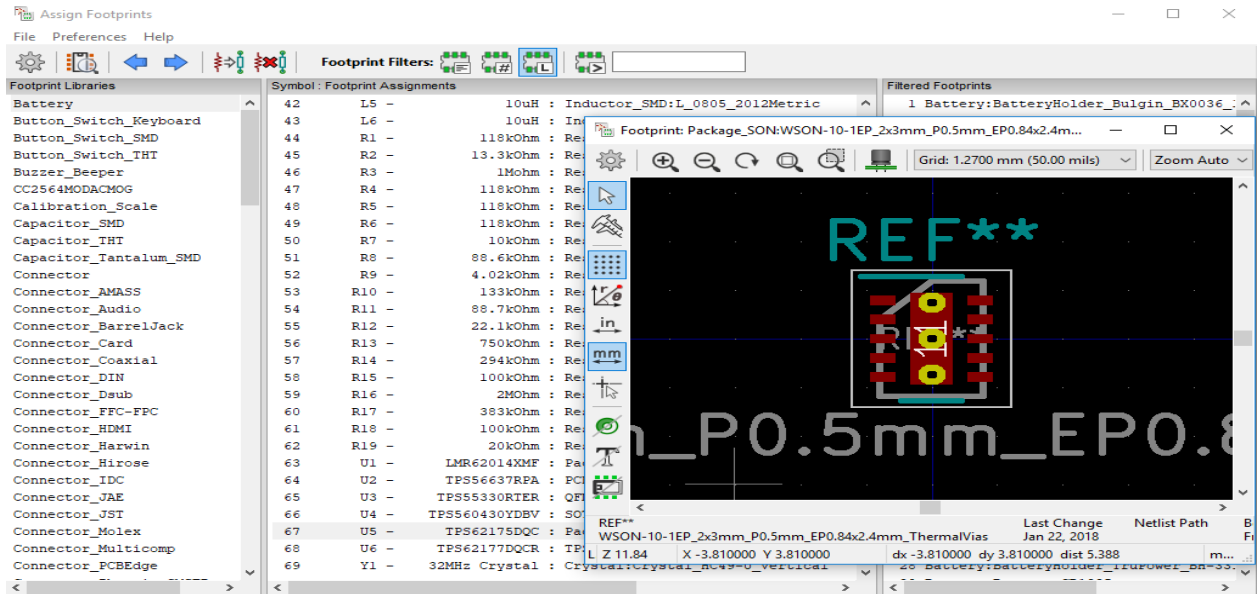 Assign Footprints
File Preferences Help
Footprint Filters:
Footprint Libraries
Battery
Button_Switch_Keyboard
Button_Switch_SMD
Button_Switch_THT
Buzzer_Beeper
CC2564MODACMOG
Calibration_Scale
Capacitor_SMD
Capacitor_THT
Capacitor_Tantalum_SMD
Connector
Connector_AMASS
Connector_Audio
Connector_BarrelJack
Connector_Card
Connector_Coaxial
Connector_DIN
Connector_Dsub
Connector_FFC-FPC
Connector_HDMI
Connector_Harwin
Connector_Hirose
Connector_IDC
Connector_JAE
Connector_JST
Connector_Molex
Connector_Multicomp
Connector_PCBEdge
Symbol : Footprint Assignments
42 L5 - 10uH : Inductor_SMD:L_0805_2012Metric
43 L6 - 10uH : In
44 R1 - 118kOhm : Re
45 R2 - 13.3kOhm : Re
46 R3 - 1Mohm : Re
47 R4 - 118kOhm : Re
48 R5 - 118kOhm : Re
49 R6 - 118kOhm : Re
50 R7 - 10kOhm : Re
51 R8 - 88.6kOhm : Re
52 R9 - 4.02kOhm : Re
53 R10 - 133kOhm : Re
54 R11 - 88.7kOhm : Re
55 R12 - 22.1kOhm : Re
56 R13 - 750kOhm : Re
57 R14 - 294kOhm : Re
58 R15 - 100kOhm : Re
59 R16 - 2MOhm : Re
60 R17 - 383kOhm : Re
61 R18 - 100kOhm : Re
62 R19 - 20kOhm : Re
63 U1 - LMR62014XMF : Pa
64 U2 - TPS56637RPA : PC
65 U3 - TPS55330RTER : QF
66 U4 - TPS560430YDBV : SO
67 U5 - TPS62175DQC : Pa
68 U6 - TPS62177DQCR : TP
69 Y1 - 32MHz Crystal : Crystal:Crystal_HC49-U_Vertical
Filtered Footprints
1 Battery:BatteryHolder_Bulgin_BX0036_
Footprint: Package_SON:WSON-10-1EP_2x3mm_P0.5mm_EP0.84x2.4m...
Grid: 1.2700 mm (50.00 mils) Zoom Auto
in
mm
REF**
11
_P0.5mm_EP0.8
REF** Last Change Netlist Path
WSON-10-1EP_2x3mm_P0.5mm_EP0.84x2.4mm_ThermalVias Jan 22, 2018
Z 11.84 X -3.810000 Y 3.810000 dx -3.810000 dy 3.810000 dist 5.388 m...
28 Battery:BatteryHolder_TruPower_BH-33